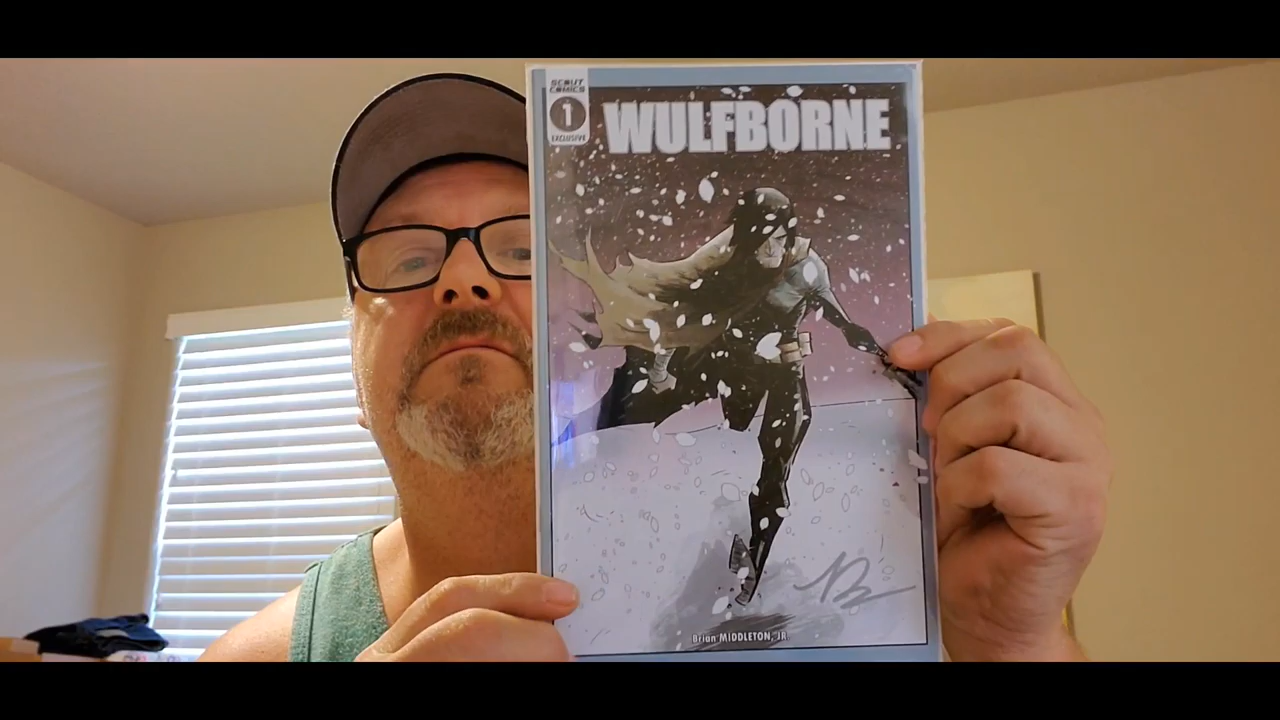 SCOUT
COMICS
1
EXCLUSIVE
WULFBORNE
Brian MIDDLETON, JR.